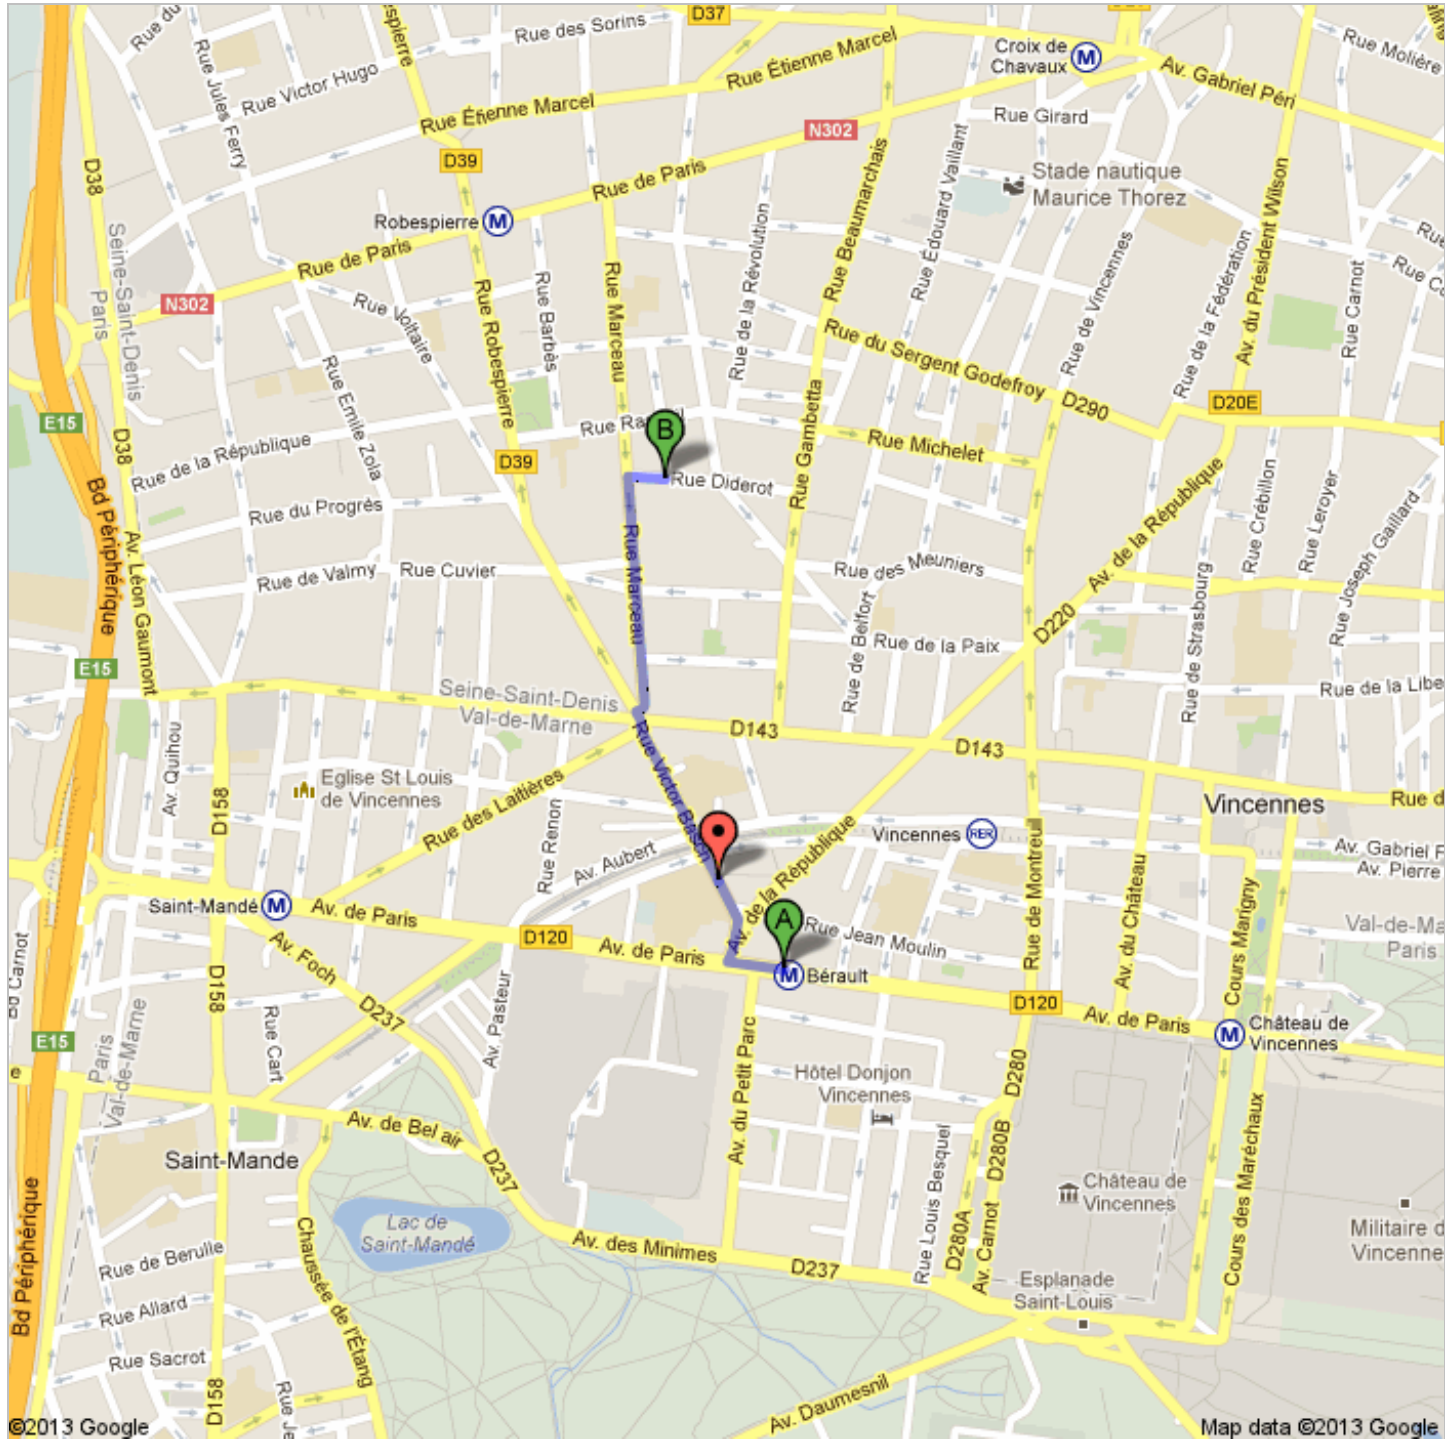 Rue du
Rue Jules Ferry
Rue des Sorins
D37
Croix de
Chavaux
M
Rue Molière
Rue Victor Hugo
Rue Étienne Marcel
Rue Étienne Marcel
Av. Gabriel Péri
Rue Girard
N302
D39
D38
Rue de Paris
Stade nautique
Maurice Thorez
Rue Édouard Vaillant
Rue Beaumarchais
Robespierre
M
Rue de Paris
N302
Seine-Saint-Denis
Paris
Rue Voltaire
Rue Robespierre
Rue Barbès
Rue Marceau
Rue de la Révolution
Rue de Vincennes
Rue de la Fédération
Av. du Président Wilson
Rue Carnot
Rue du Sergent Godefroy
D290
D20E
E15
D38
Rue Emile Zola
Rue de la République
B
Rue Michelet
Rue Gambetta
D39
Rue Diderot
Rue du Progrès
Bd Périphérique
Av. Léon Gaumont
Rue Marceau
Rue de Valmy
Rue Cuvier
Rue des Meuniers
Av. de la République
Rue Crébillon
Rue Leroyer
Rue Joseph Gaillard
D220
Rue de Belfort
Rue de la Paix
Rue de Strasbourg
E15
Seine-Saint-Denis
Val-de-Marne
D143
D143
Rue de la Libe
Av. Quihou
D158
Eglise St Louis
de Vincennes
Rue des Laitières
Rue Victor Basch
Rue Renon
Av. Aubert
Av. de la République
Vincennes
RER
Vincennes
Rue d
Rue de Montreuil
Av. du Château
Cours Marigny
Av. Gabriel F
Av. Pierre
Saint-Mandé
M
Av. de Paris
D120
Av. de Paris
A
Rue Jean Moulin
M
Bérault
D120
Av. de Paris
M
Château de
Vincennes
Val-de-Ma
Paris
Bd Carnot
Av. Foch
D237
D158
Rue Cart
Av. Pasteur
E15
Paris
Val-de-Marne
Av. du Petit Parc
Hôtel Donjon
Vincennes
D280
D280B
Rue Louis Besquel
D280A
Av. Carnot
Av. de Bel air
Saint-Mande
D237
Château de
Vincennes
Cours des Maréchaux
Militaire d
Vincenne
Lac de
Saint-Mandé
Av. des Minimes
D237
Esplanade
Saint-Louis
Bd Périphérique
Rue de Berulle
Rue Allard
Rue Sacrot
Chaussée de l'Étang
D158
Rue Je
Av. Daumesnil
©2013 Google
Map data ©2013 Google